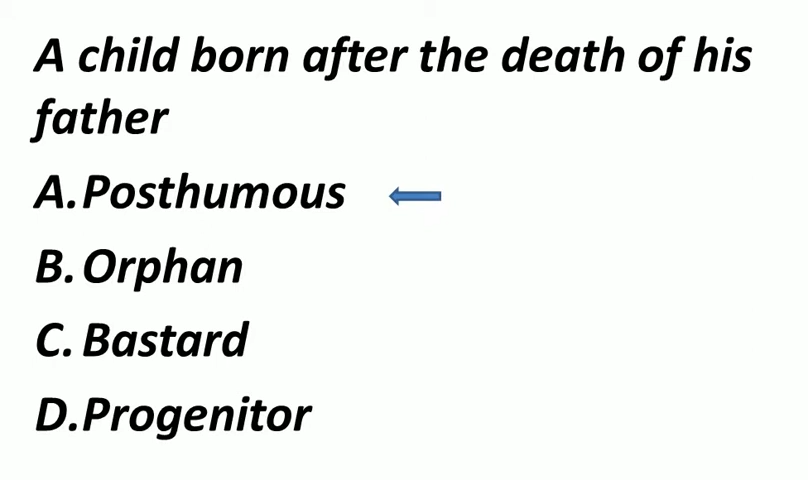 A child born after the death of his
father
A. Posthumous
B. Orphan
C. Bastard
D. Progenitor